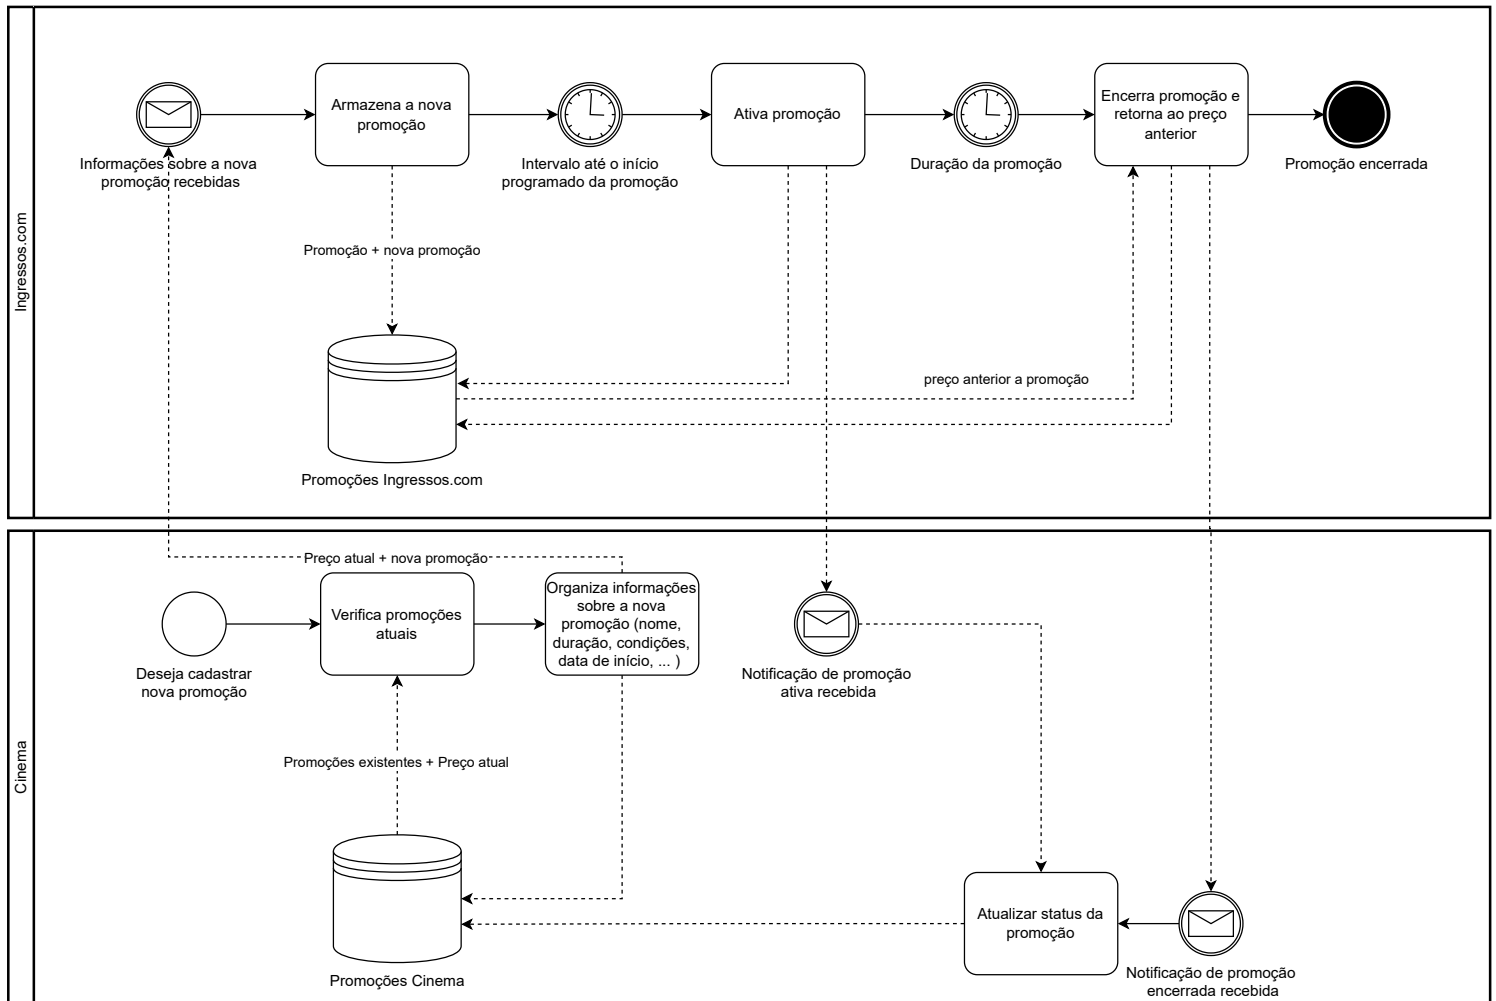 Ingressos.com
Informações sobre a nova
promoção recebidas
Armazena a nova
promoção
Intervalo até o início
programado da promoção
Ativa promoção
Duração da promoção
Encerra promoção e
retorna ao preço
anterior
Promoção encerrada
Promoção + nova promoção
preço anterior a promoção
Promoções Ingressos.com
Cinema
Preço atual + nova promoção
Deseja cadastrar
nova promoção
Verifica promoções
atuais
Organiza informações
sobre a nova
promoção (nome,
duração, condições,
data de início, ... )
Notificação de promoção
ativa recebida
Promoções existentes + Preço atual
Promoções Cinema
Atualizar status da
promoção
Notificação de promoção
encerrada recebida